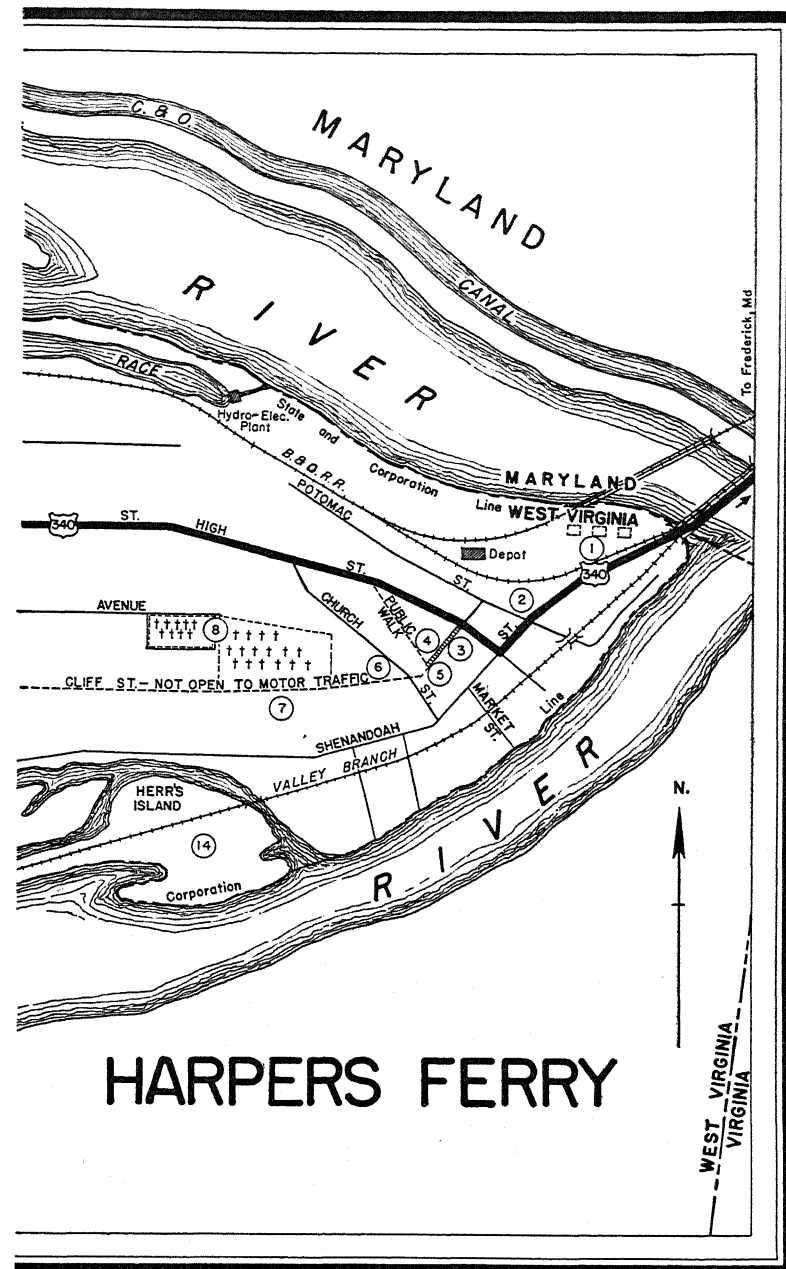 MARYLAND
C. & O.
CANAL
RIVER
To Frederick, Md
RACE
Hydro-Elec.
Plant
State and Corporation Line
B. & O. R. R.
MARYLAND
WEST VIRGINIA
POTOMAC ST.
Depot
1
340
340
ST.
HIGH ST.
2
ST.
AVENUE
8
CHURCH ST.
PUBLIC
WALK
4
3
5
6
CLIFF ST.— NOT OPEN TO MOTOR TRAFFIC
7
MARKET
ST.
Line
SHENANDOAH
VALLEY BRANCH
HERR'S
ISLAND
14
Corporation
RIVER
N.
WEST VIRGINIA
VIRGINIA
HARPERS FERRY